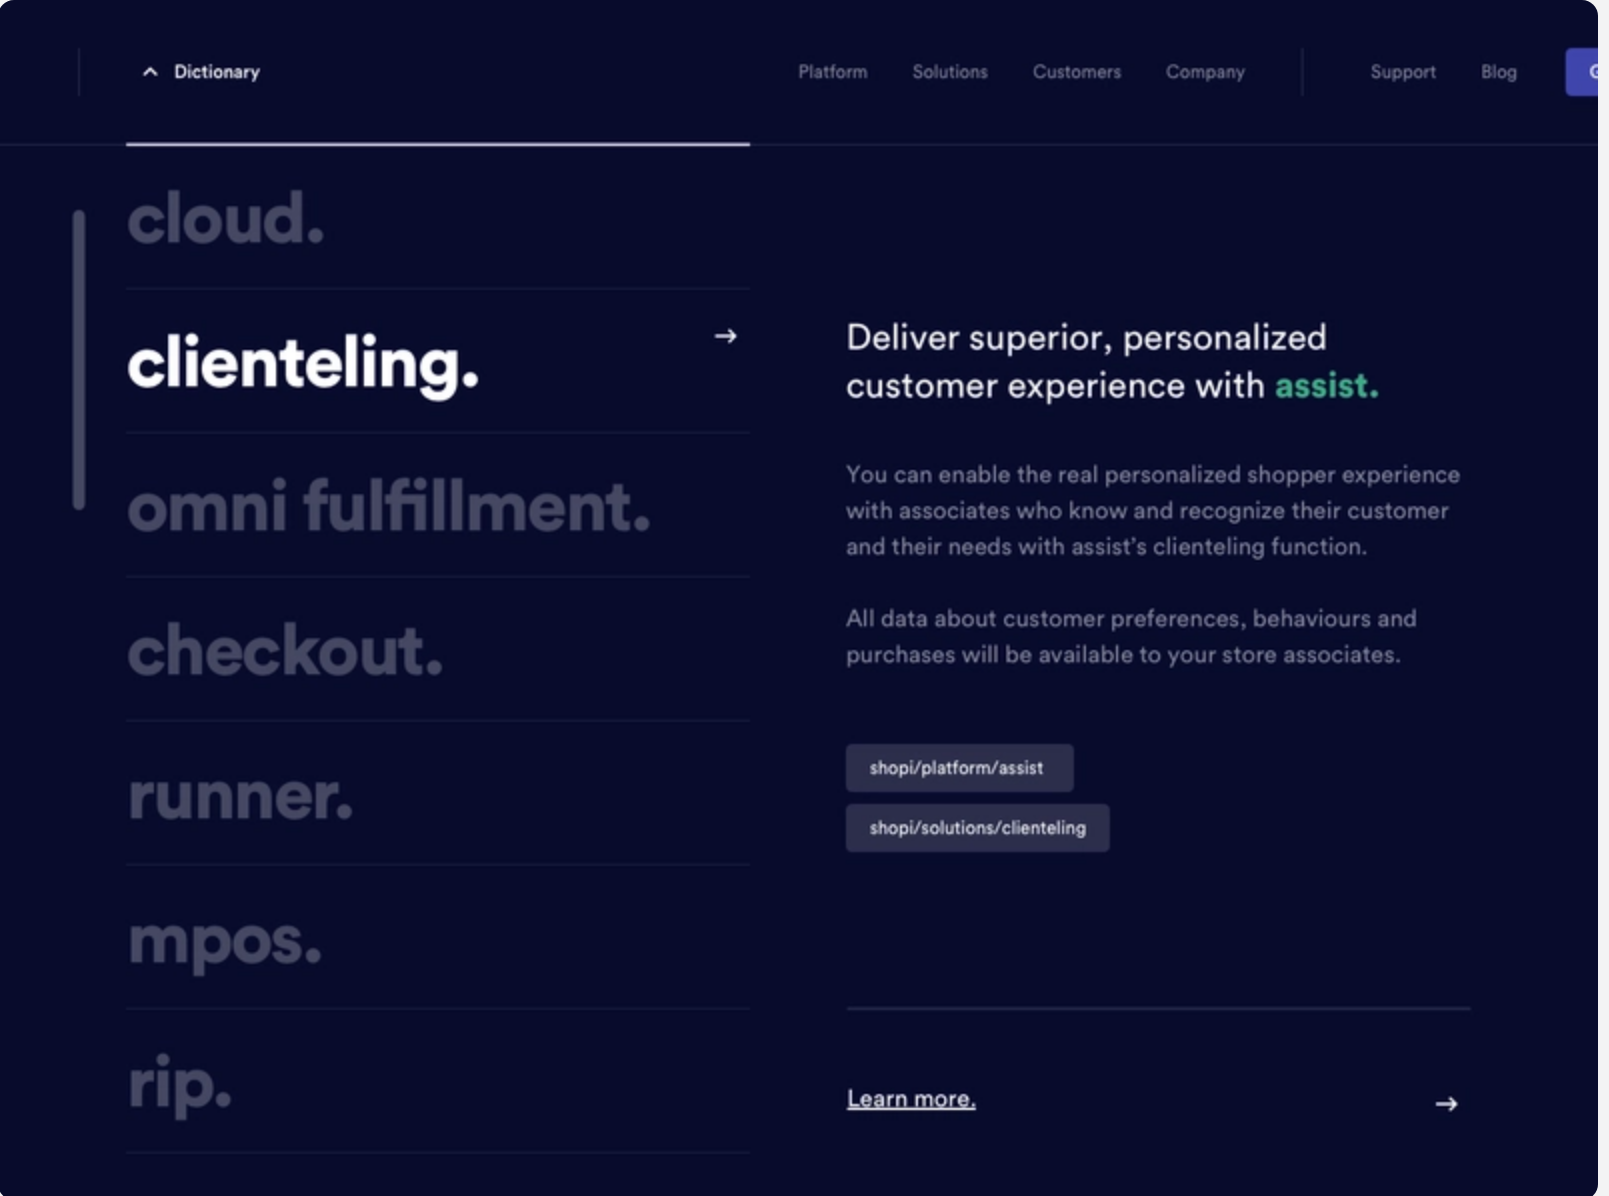 Dictionary
Platform
Solutions
Customers
Company
Support
Blog
cloud.
clienteling.
omni fulfillment.
checkout.
runner.
mpos.
rip.
Deliver superior, personalized
customer experience with assist.
You can enable the real personalized shopper experience
with associates who know and recognize their customer
and their needs with assist’s clienteling function.
All data about customer preferences, behaviours and
purchases will be available to your store associates.
shopi/platform/assist
shopi/solutions/clienteling
Learn more.